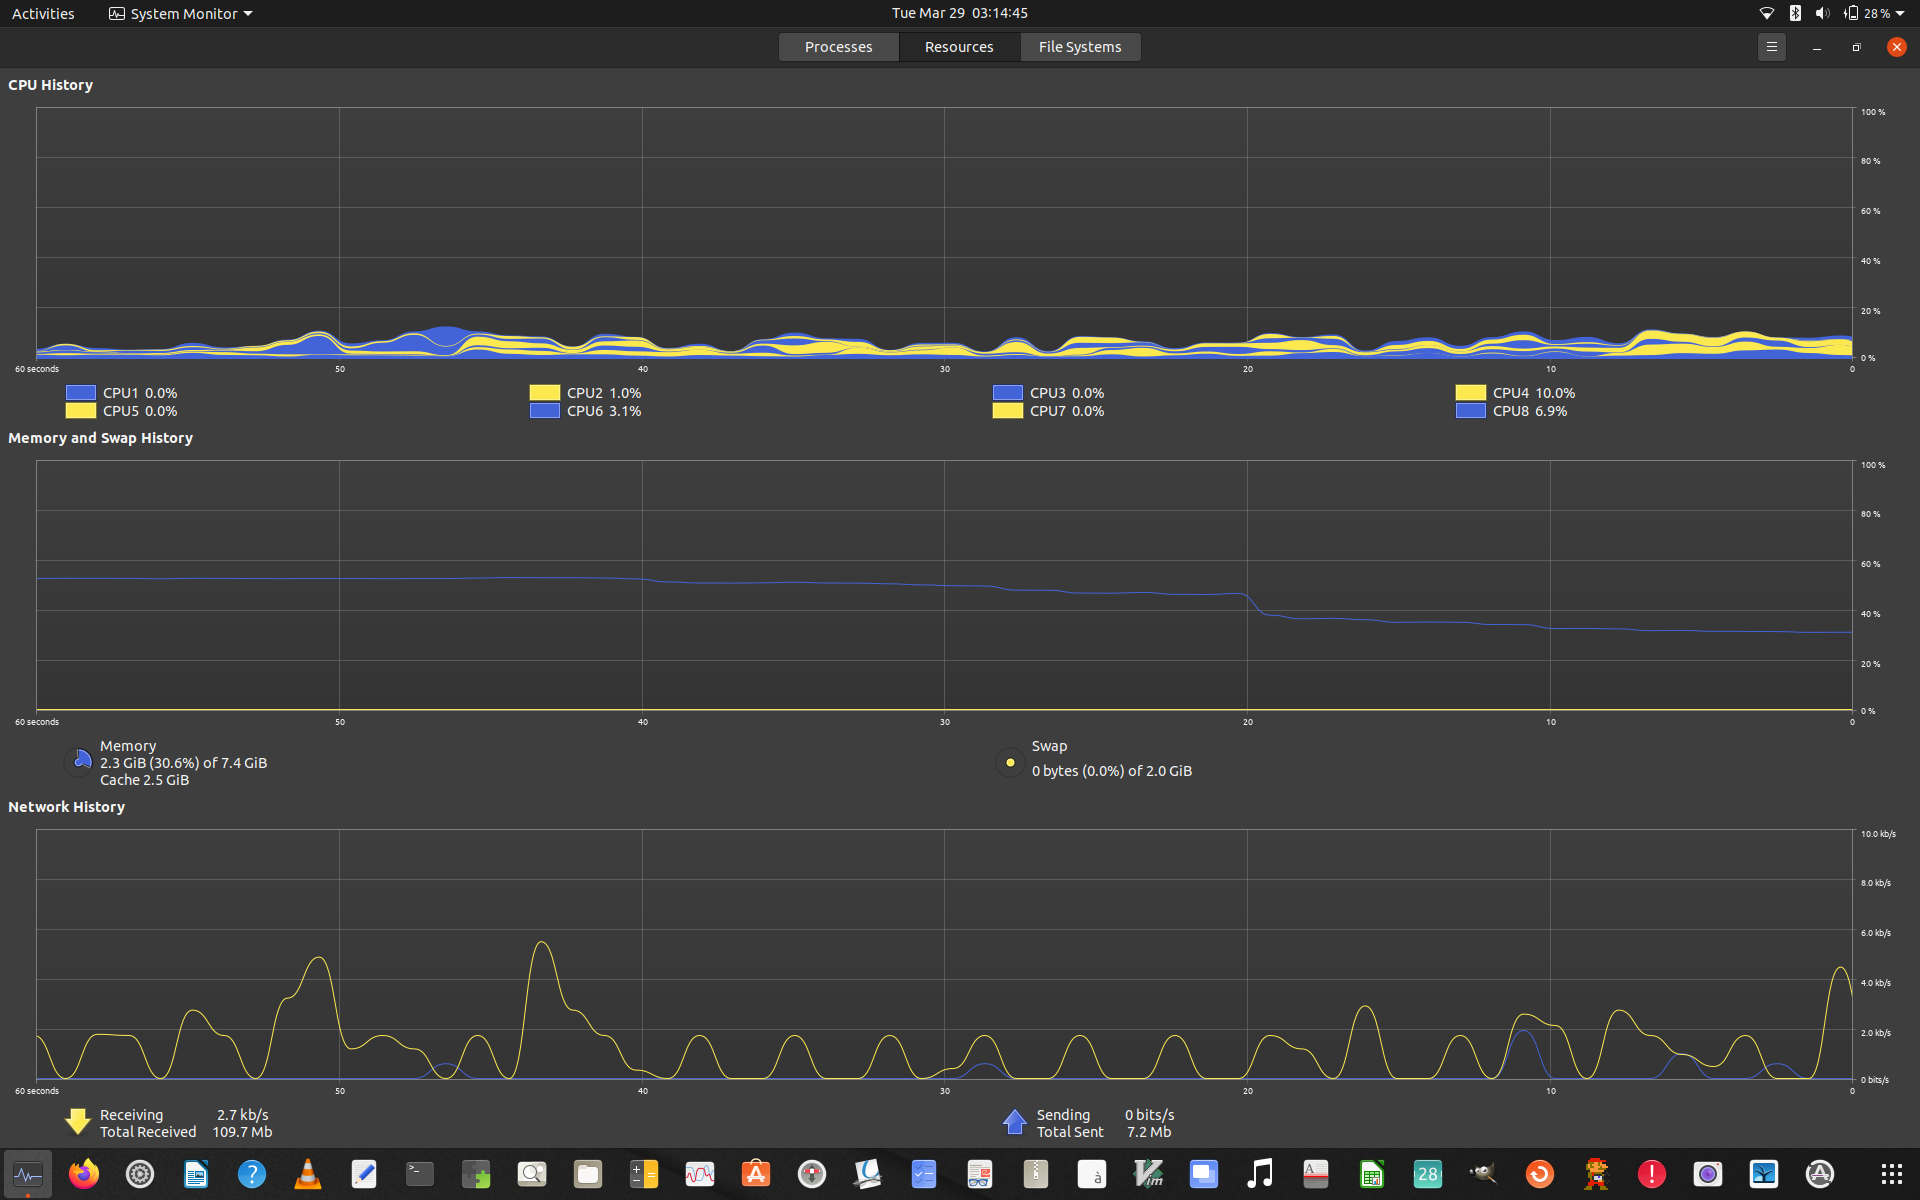 Activities
System Monitor
Tue Mar 29 03:14:45
28 %
Processes
Resources
File Systems
CPU History
100 %
80 %
60 %
40 %
20 %
0 %
60 seconds 50 40 30 20 10 0
CPU1 0.0% CPU2 1.0% CPU3 0.0% CPU4 10.0%
CPU5 0.0% CPU6 3.1% CPU7 0.0% CPU8 6.9%
Memory and Swap History
100 %
80 %
60 %
40 %
20 %
0 %
60 seconds 50 40 30 20 10 0
Memory
2.3 GiB (30.6%) of 7.4 GiB
Cache 2.5 GiB
Swap
0 bytes (0.0%) of 2.0 GiB
Network History
10.0 kb/s
8.0 kb/s
6.0 kb/s
4.0 kb/s
2.0 kb/s
0 bits/s
60 seconds 50 40 30 20 10 0
Receiving 2.7 kb/s
Total Received 109.7 Mb
Sending 0 bits/s
Total Sent 7.2 Mb
?
>_
à
Vim
A
28